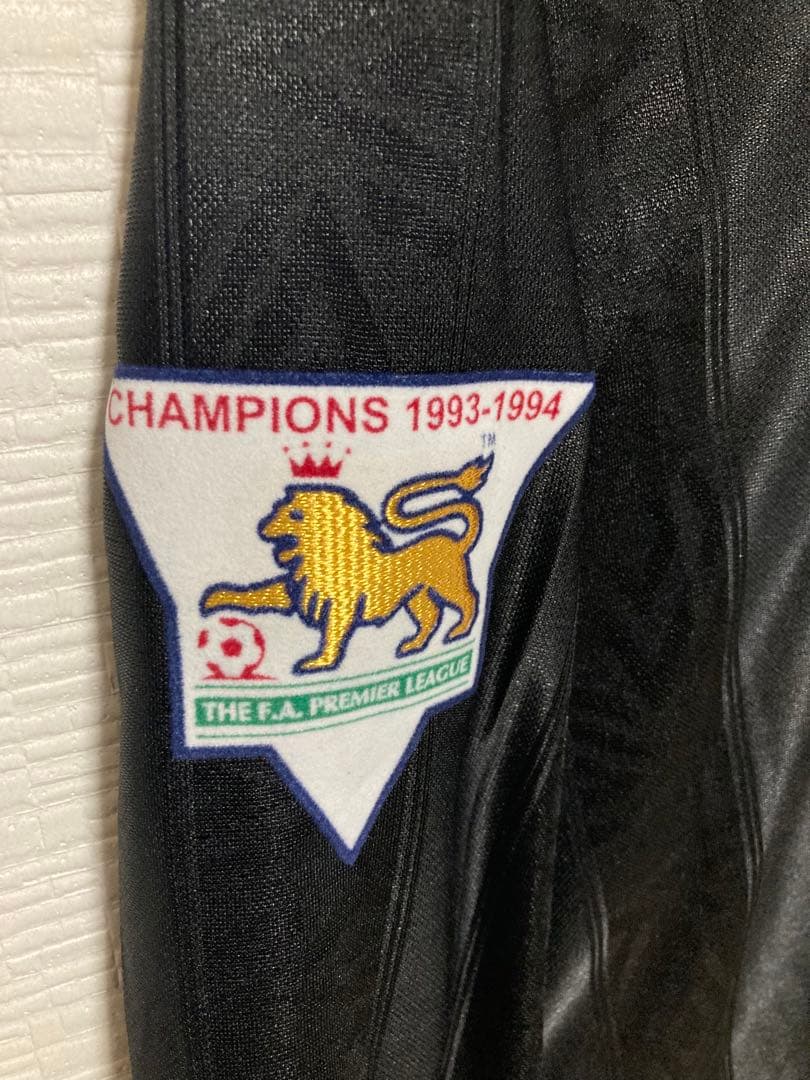 CHAMPIONS 1993-1994
TM
THE F.A. PREMIER LEAGUE